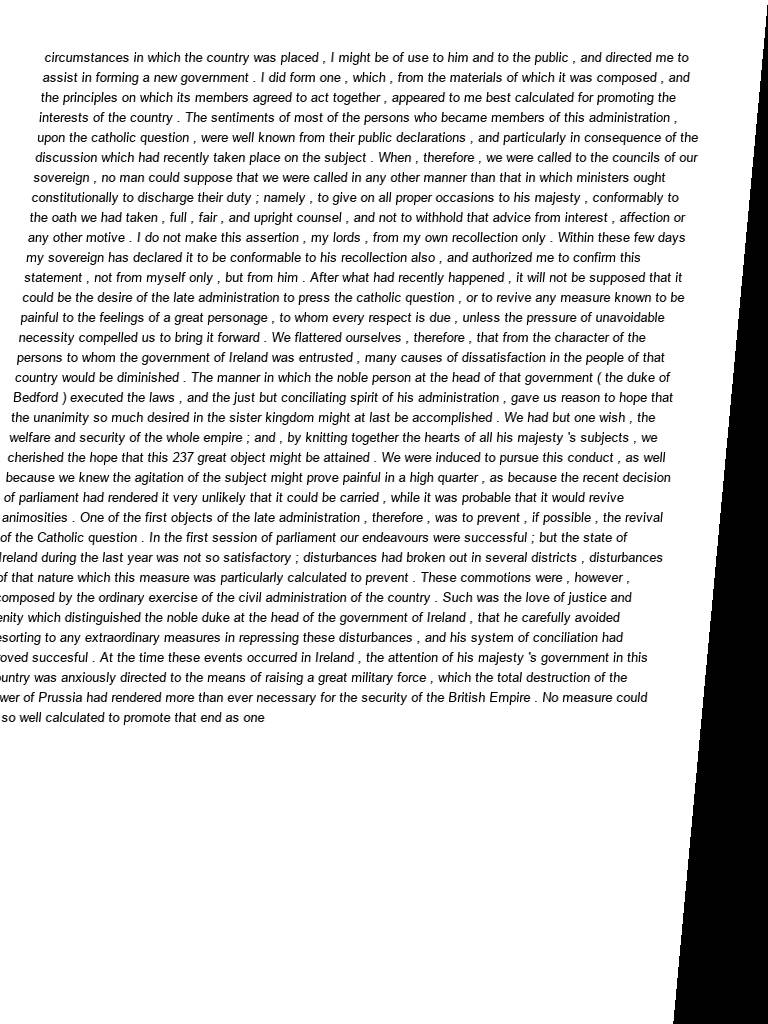 circumstances in which the country was placed , I might be of use to him and to the public , and directed me to
assist in forming a new government . I did form one , which , from the materials of which it was composed , and
the principles on which its members agreed to act together , appeared to me best calculated for promoting the
interests of the country . The sentiments of most of the persons who became members of this administration ,
upon the catholic question , were well known from their public declarations , and particularly in consequence of the
discussion which had recently taken place on the subject . When , therefore , we were called to the councils of our
sovereign , no man could suppose that we were called in any other manner than that in which ministers ought
constitutionally to discharge their duty ; namely , to give on all proper occasions to his majesty , conformably to
the oath we had taken , full , fair , and upright counsel , and not to withhold that advice from interest , affection or
any other motive . I do not make this assertion , my lords , from my own recollection only . Within these few days
my sovereign has declared it to be conformable to his recollection also , and authorized me to confirm this
statement , not from myself only , but from him . After what had recently happened , it will not be supposed that it
could be the desire of the late administration to press the catholic question , or to revive any measure known to be
painful to the feelings of a great personage , to whom every respect is due , unless the pressure of unavoidable
necessity compelled us to bring it forward . We flattered ourselves , therefore , that from the character of the
persons to whom the government of Ireland was entrusted , many causes of dissatisfaction in the people of that
country would be diminished . The manner in which the noble person at the head of that government ( the duke of
Bedford ) executed the laws , and the just but conciliating spirit of his administration , gave us reason to hope that
the unanimity so much desired in the sister kingdom might at last be accomplished . We had but one wish , the
welfare and security of the whole empire ; and , by knitting together the hearts of all his majesty 's subjects , we
cherished the hope that this 237 great object might be attained . We were induced to pursue this conduct , as well
because we knew the agitation of the subject might prove painful in a high quarter , as because the recent decision
of parliament had rendered it very unlikely that it could be carried , while it was probable that it would revive
animosities . One of the first objects of the late administration , therefore , was to prevent , if possible , the revival
of the Catholic question . In the first session of parliament our endeavours were successful ; but the state of
Ireland during the last year was not so satisfactory ; disturbances had broken out in several districts , disturbances
of that nature which this measure was particularly calculated to prevent . These commotions were , however ,
composed by the ordinary exercise of the civil administration of the country . Such was the love of justice and
enity which distinguished the noble duke at the head of the government of Ireland , that he carefully avoided
esorting to any extraordinary measures in repressing these disturbances , and his system of conciliation had
roved succesful . At the time these events occurred in Ireland , the attention of his majesty 's government in this
ountry was anxiously directed to the means of raising a great military force , which the total destruction of the
wer of Prussia had rendered more than ever necessary for the security of the British Empire . No measure could
so well calculated to promote that end as one